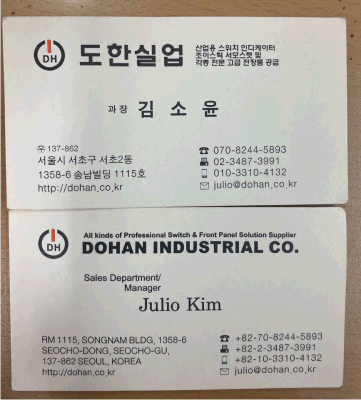 DH
도한실업
산업용 스위치 인디케이터
조이스틱 서모스탯 및
각종 전문 고급 전장품 공급
과장 김소윤
㉾ 137-862
서울시 서초구 서초2동
1358-6 송남빌딩 1115호
http://dohan.co.kr
☎ 070-8244-5893
02-3487-3991
010-3310-4132
✉ julio@dohan.co.kr
DH
All kinds of Professional Switch & Front Panel Solution Supplier
DOHAN INDUSTRIAL CO.
Sales Department/
Manager
Julio Kim
RM 1115, SONGNAM BLDG, 1358-6
SEOCHO-DONG, SEOCHO-GU,
137-862 SEOUL, KOREA
http://dohan.co.kr
☎ +82-70-8244-5893
+82-2-3487-3991
+82-10-3310-4132
✉ julio@dohan.co.kr